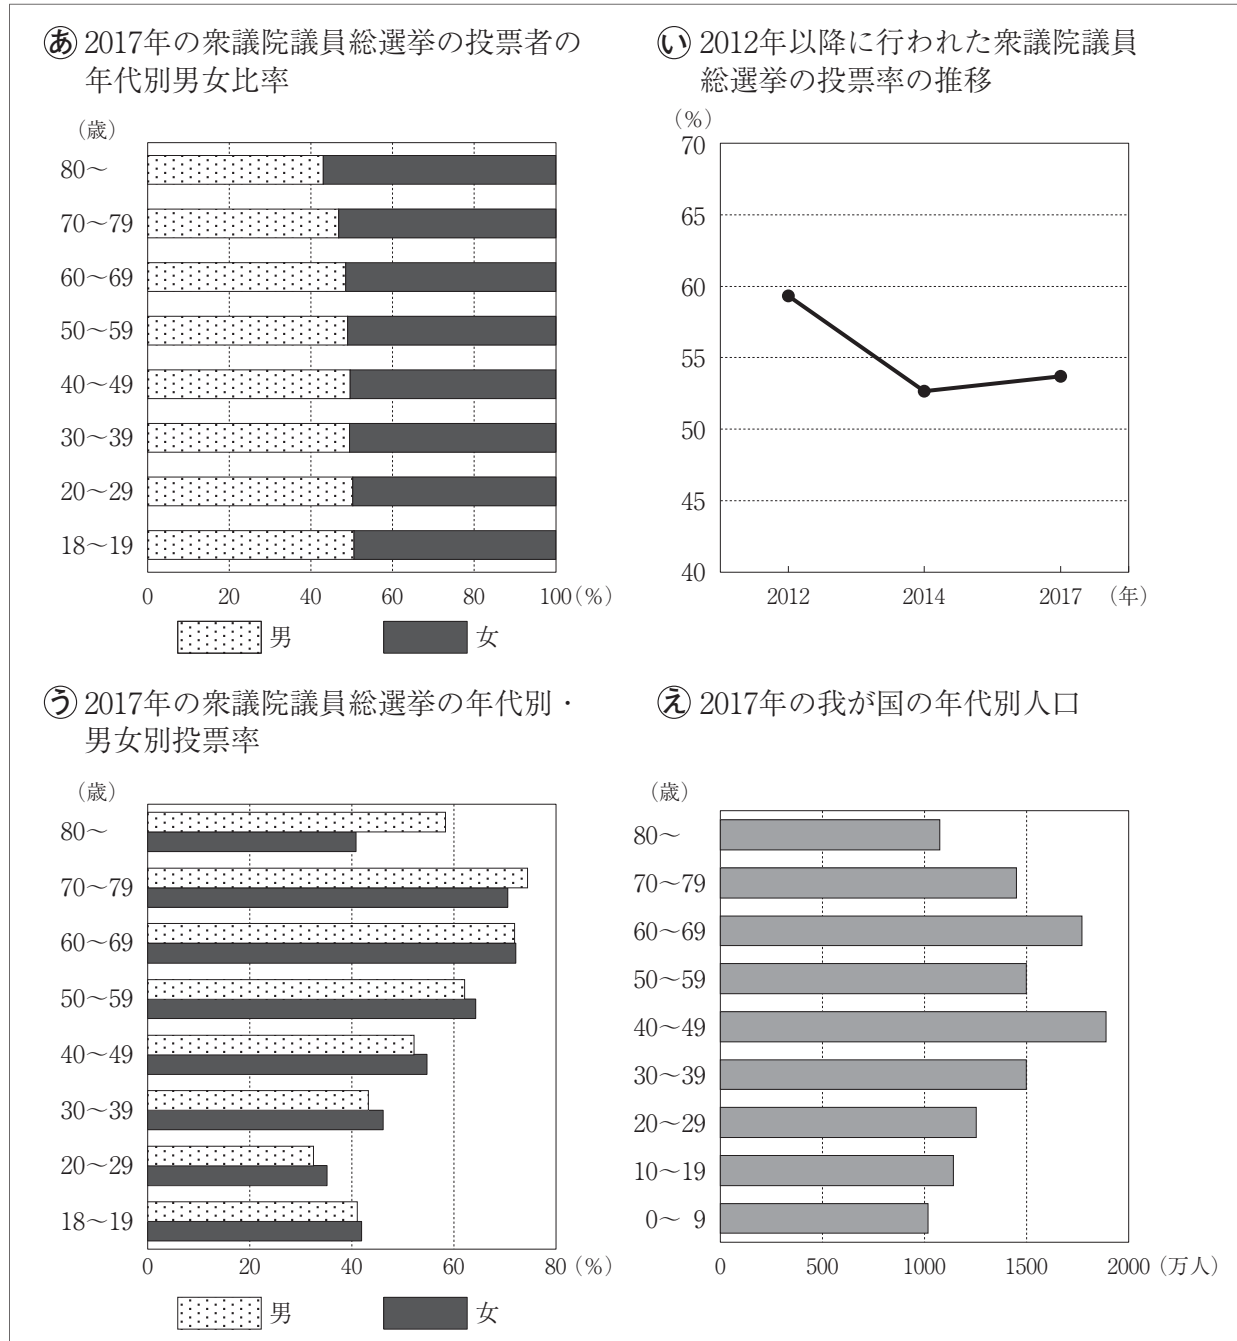 あ 2017年の衆議院議員総選挙の投票者の
年代別男女比率
(歳)
80～
70～79
60～69
50～59
40～49
30～39
20～29
18～19
0 20 40 60 80 100(%)
男 女
い 2012年以降に行われた衆議院議員
総選挙の投票率の推移
(%)
70
65
60
55
50
45
40
2012 2014 2017 (年)
う 2017年の衆議院議員総選挙の年代別・
男女別投票率
(歳)
80～
70～79
60～69
50～59
40～49
30～39
20～29
18～19
0 20 40 60 80 (%)
男 女
え 2017年の我が国の年代別人口
(歳)
80～
70～79
60～69
50～59
40～49
30～39
20～29
10～19
0～ 9
0 500 1000 1500 2000 (万人)